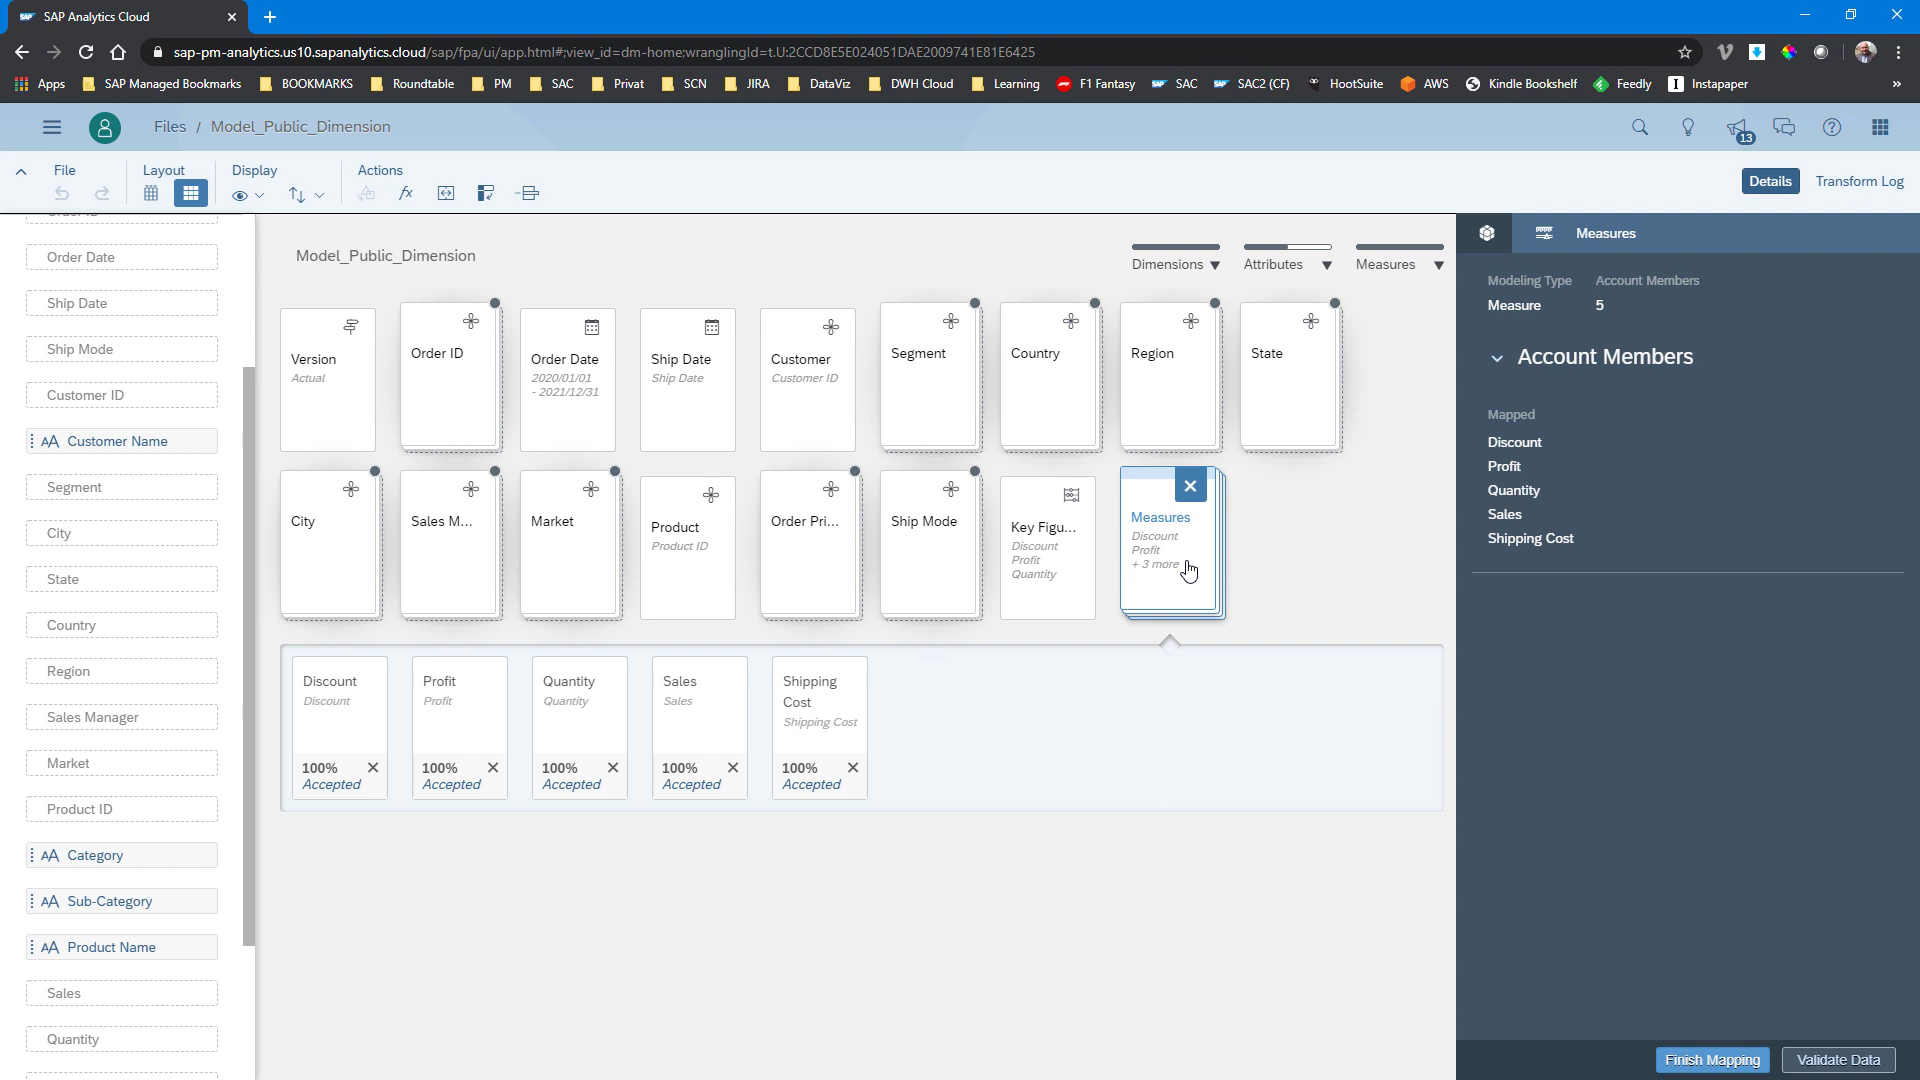 SAP Analytics Cloud
sap-pm-analytics.us10.sapanalytics.cloud/sap/fpa/ui/app.html#;view_id=dm-home;wranglingId=t.U:2CCD8E5E024051DAE2009741E81E6425
Apps SAP Managed Bookmarks BOOKMARKS Roundtable PM SAC Privat SCN JIRA DataViz DWH Cloud Learning F1 Fantasy SAC SAC2 (CF) HootSuite AWS Kindle Bookshelf Feedly Instapaper »
Files / Model_Public_Dimension
13
File Layout Display Actions
Details Transform Log
Order Date
Ship Date
Ship Mode
Customer ID
AA Customer Name
Segment
City
State
Country
Region
Sales Manager
Market
Product ID
AA Category
AA Sub-Category
AA Product Name
Sales
Quantity
Model_Public_Dimension
Dimensions Attributes Measures
Version
Actual
Order ID
Order Date
2020/01/01
- 2021/12/31
Ship Date
Ship Date
Customer
Customer ID
Segment
Country
Region
State
City
Sales M...
Market
Product
Product ID
Order Pri...
Ship Mode
Key Figu...
Discount
Profit
Quantity
Measures
Discount
Profit
+ 3 more
Discount
Discount
100%
Accepted
Profit
Profit
100%
Accepted
Quantity
Quantity
100%
Accepted
Sales
Sales
100%
Accepted
Shipping
Cost
Shipping Cost
100%
Accepted
Measures
Modeling Type Account Members
Measure 5
Account Members
Mapped
Discount
Profit
Quantity
Sales
Shipping Cost
Finish Mapping Validate Data